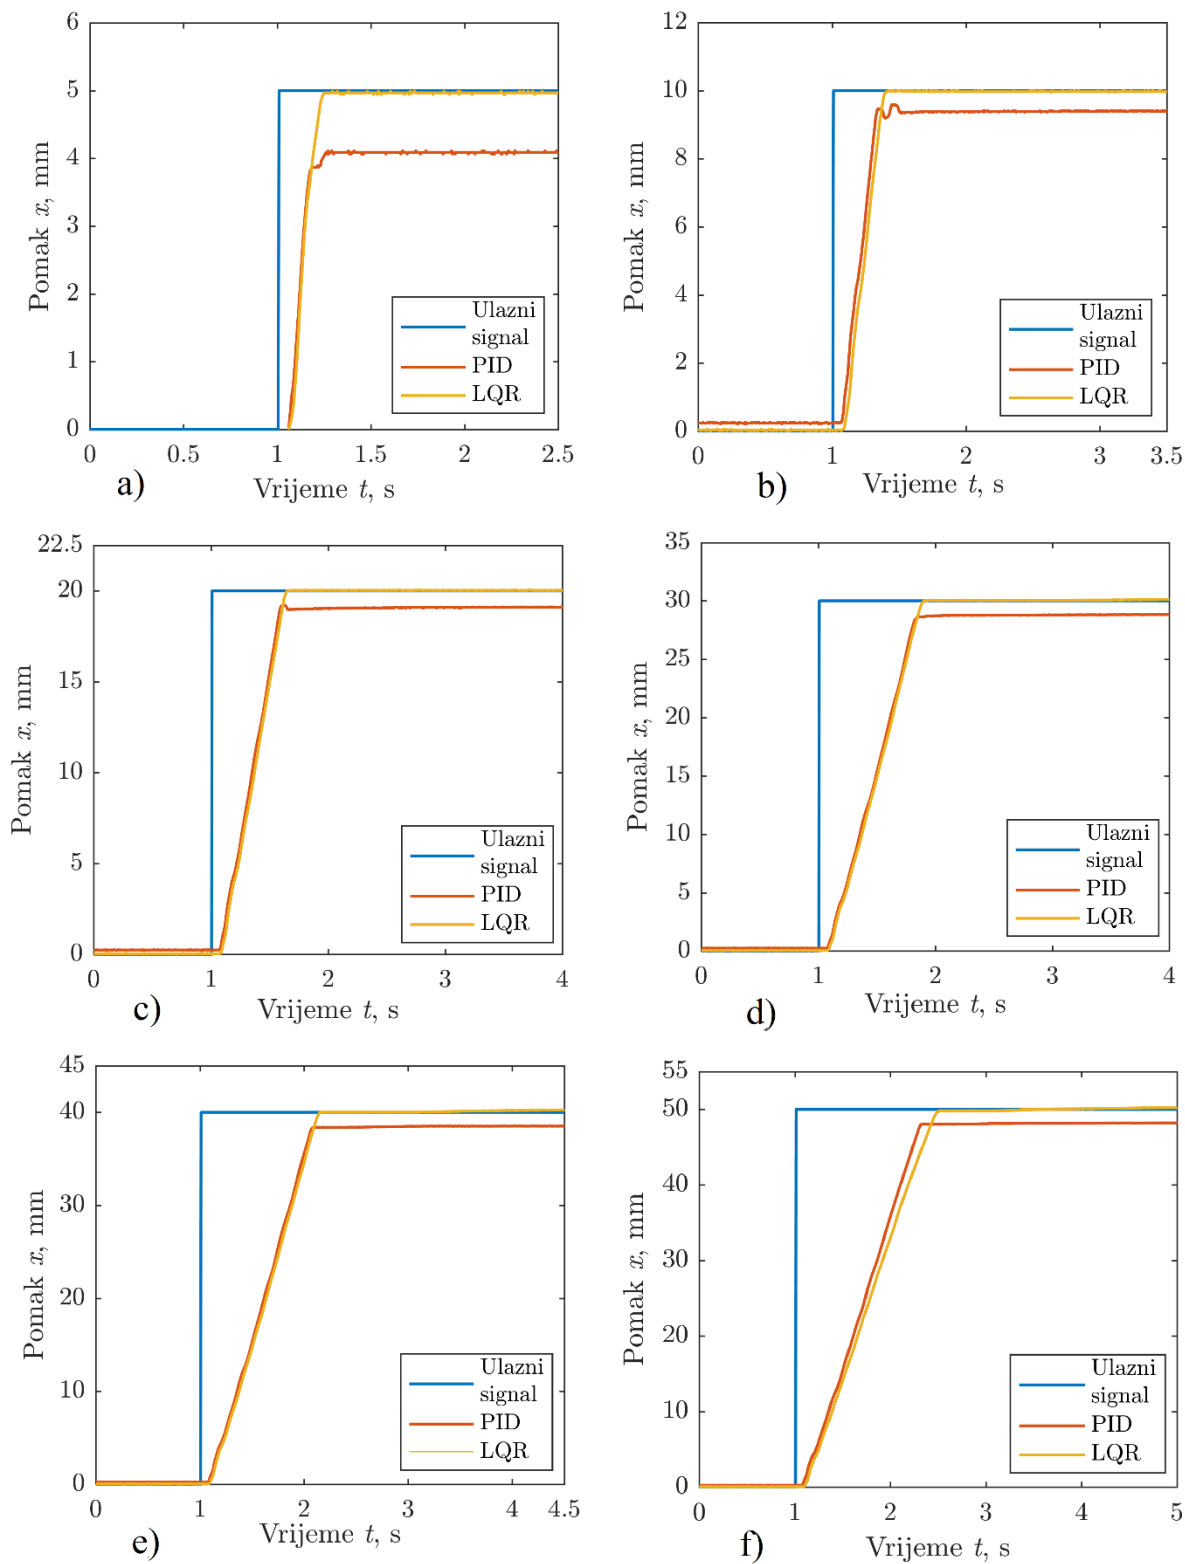 6
5
4
3
2
1
0
0 0.5 1 1.5 2 2.5
Pomak x, mm
Vrijeme t, s
Ulazni
signal
PID
LQR
a)
12
10
8
6
4
2
0
0 1 2 3 3.5
Pomak x, mm
Vrijeme t, s
Ulazni
signal
PID
LQR
b)
22.5
20
15
10
5
0
0 1 2 3 4
Pomak x, mm
Vrijeme t, s
Ulazni
signal
PID
LQR
c)
35
30
25
20
15
10
5
0
0 1 2 3 4
Pomak x, mm
Vrijeme t, s
Ulazni
signal
PID
LQR
d)
45
40
30
20
10
0
0 1 2 3 4 4.5
Pomak x, mm
Vrijeme t, s
Ulazni
signal
PID
LQR
e)
55
50
40
30
20
10
0
0 1 2 3 4 5
Pomak x, mm
Vrijeme t, s
Ulazni
signal
PID
LQR
f)